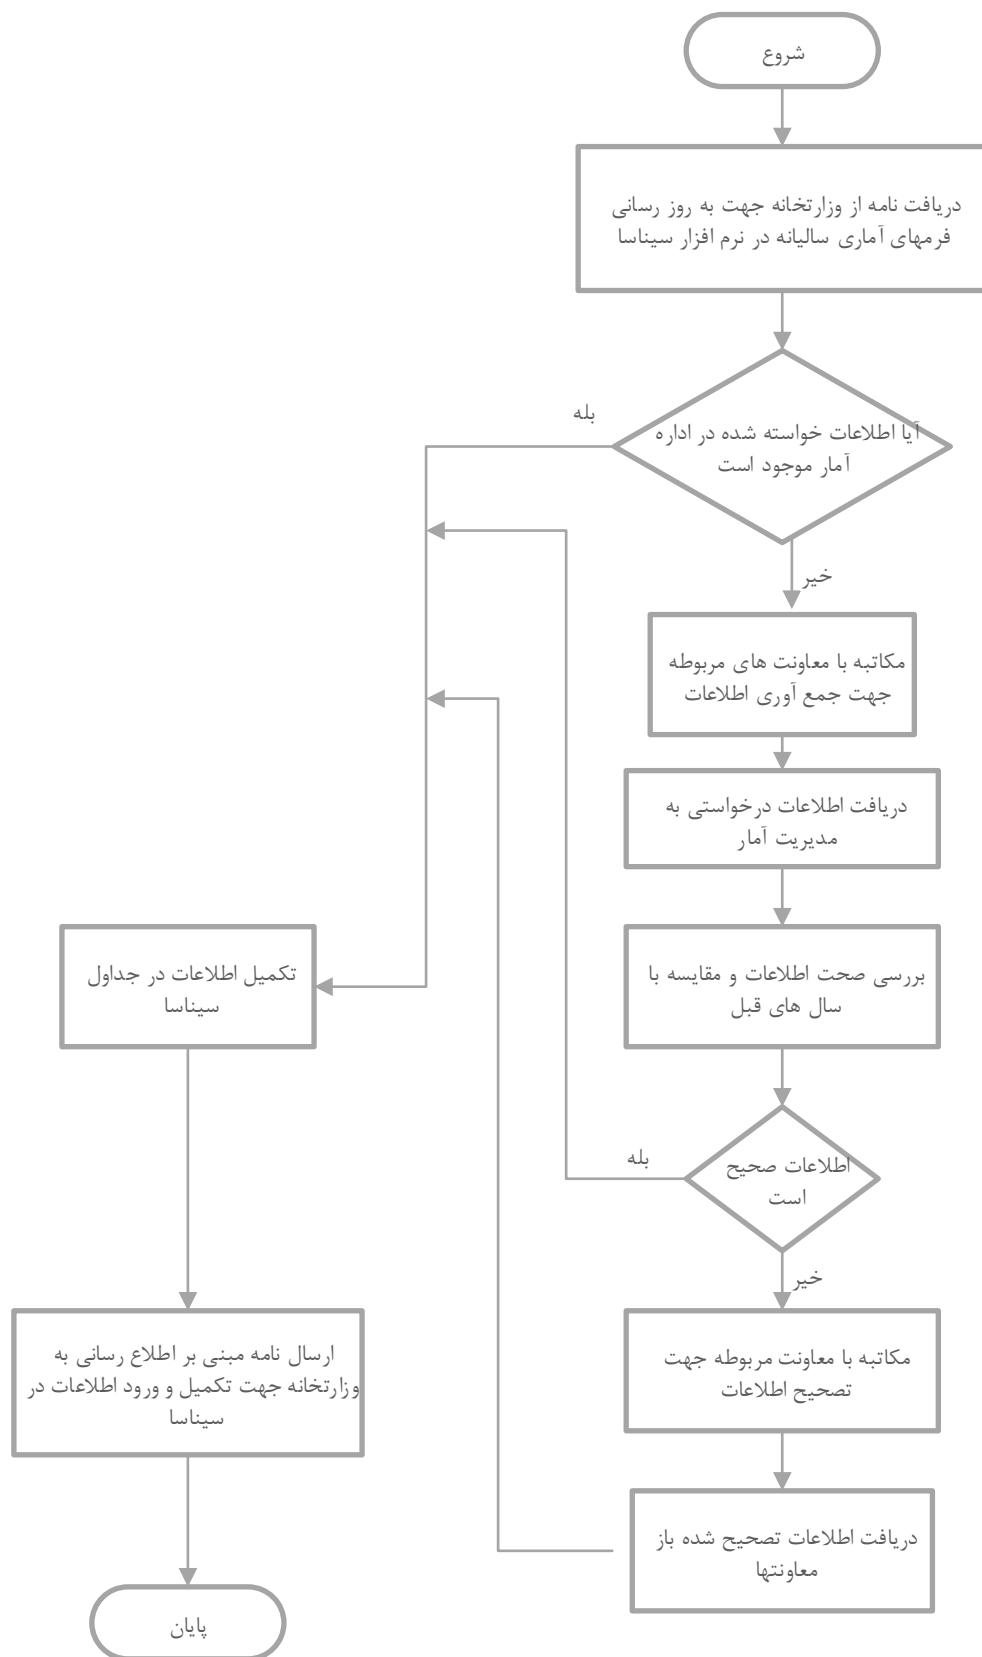 شروع
دریافت نامه از وزارتخانه جهت به روز رسانی
فرمهای آماری سالیانه در نرم افزار سیناسا
آیا اطلاعات خواسته شده در اداره
آمار موجود است
بله
خیر
مکاتبه با معاونت های مربوطه
جهت جمع آوری اطلاعات
دریافت اطلاعات درخواستی به
مدیریت آمار
بررسی صحت اطلاعات و مقایسه با
سال های قبل
اطلاعات صحیح
است
بله
خیر
مکاتبه با معاونت مربوطه جهت
تصحیح اطلاعات
دریافت اطلاعات تصحیح شده باز
معاونتها
تکمیل اطلاعات در جداول
سیناسا
ارسال نامه مبنی بر اطلاع رسانی به
وزارتخانه جهت تکمیل و ورود اطلاعات در
سیناسا
پایان